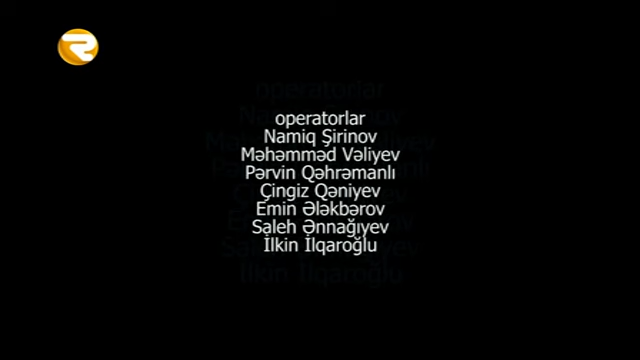 operatorlar
Namiq Şirinov
Məhəmməd Vəliyev
Pərvin Qəhrəmanlı
Çingiz Qəniyev
Emin Ələkbərov
Saleh Ənnağıyev
İlkin İlqaroğlu